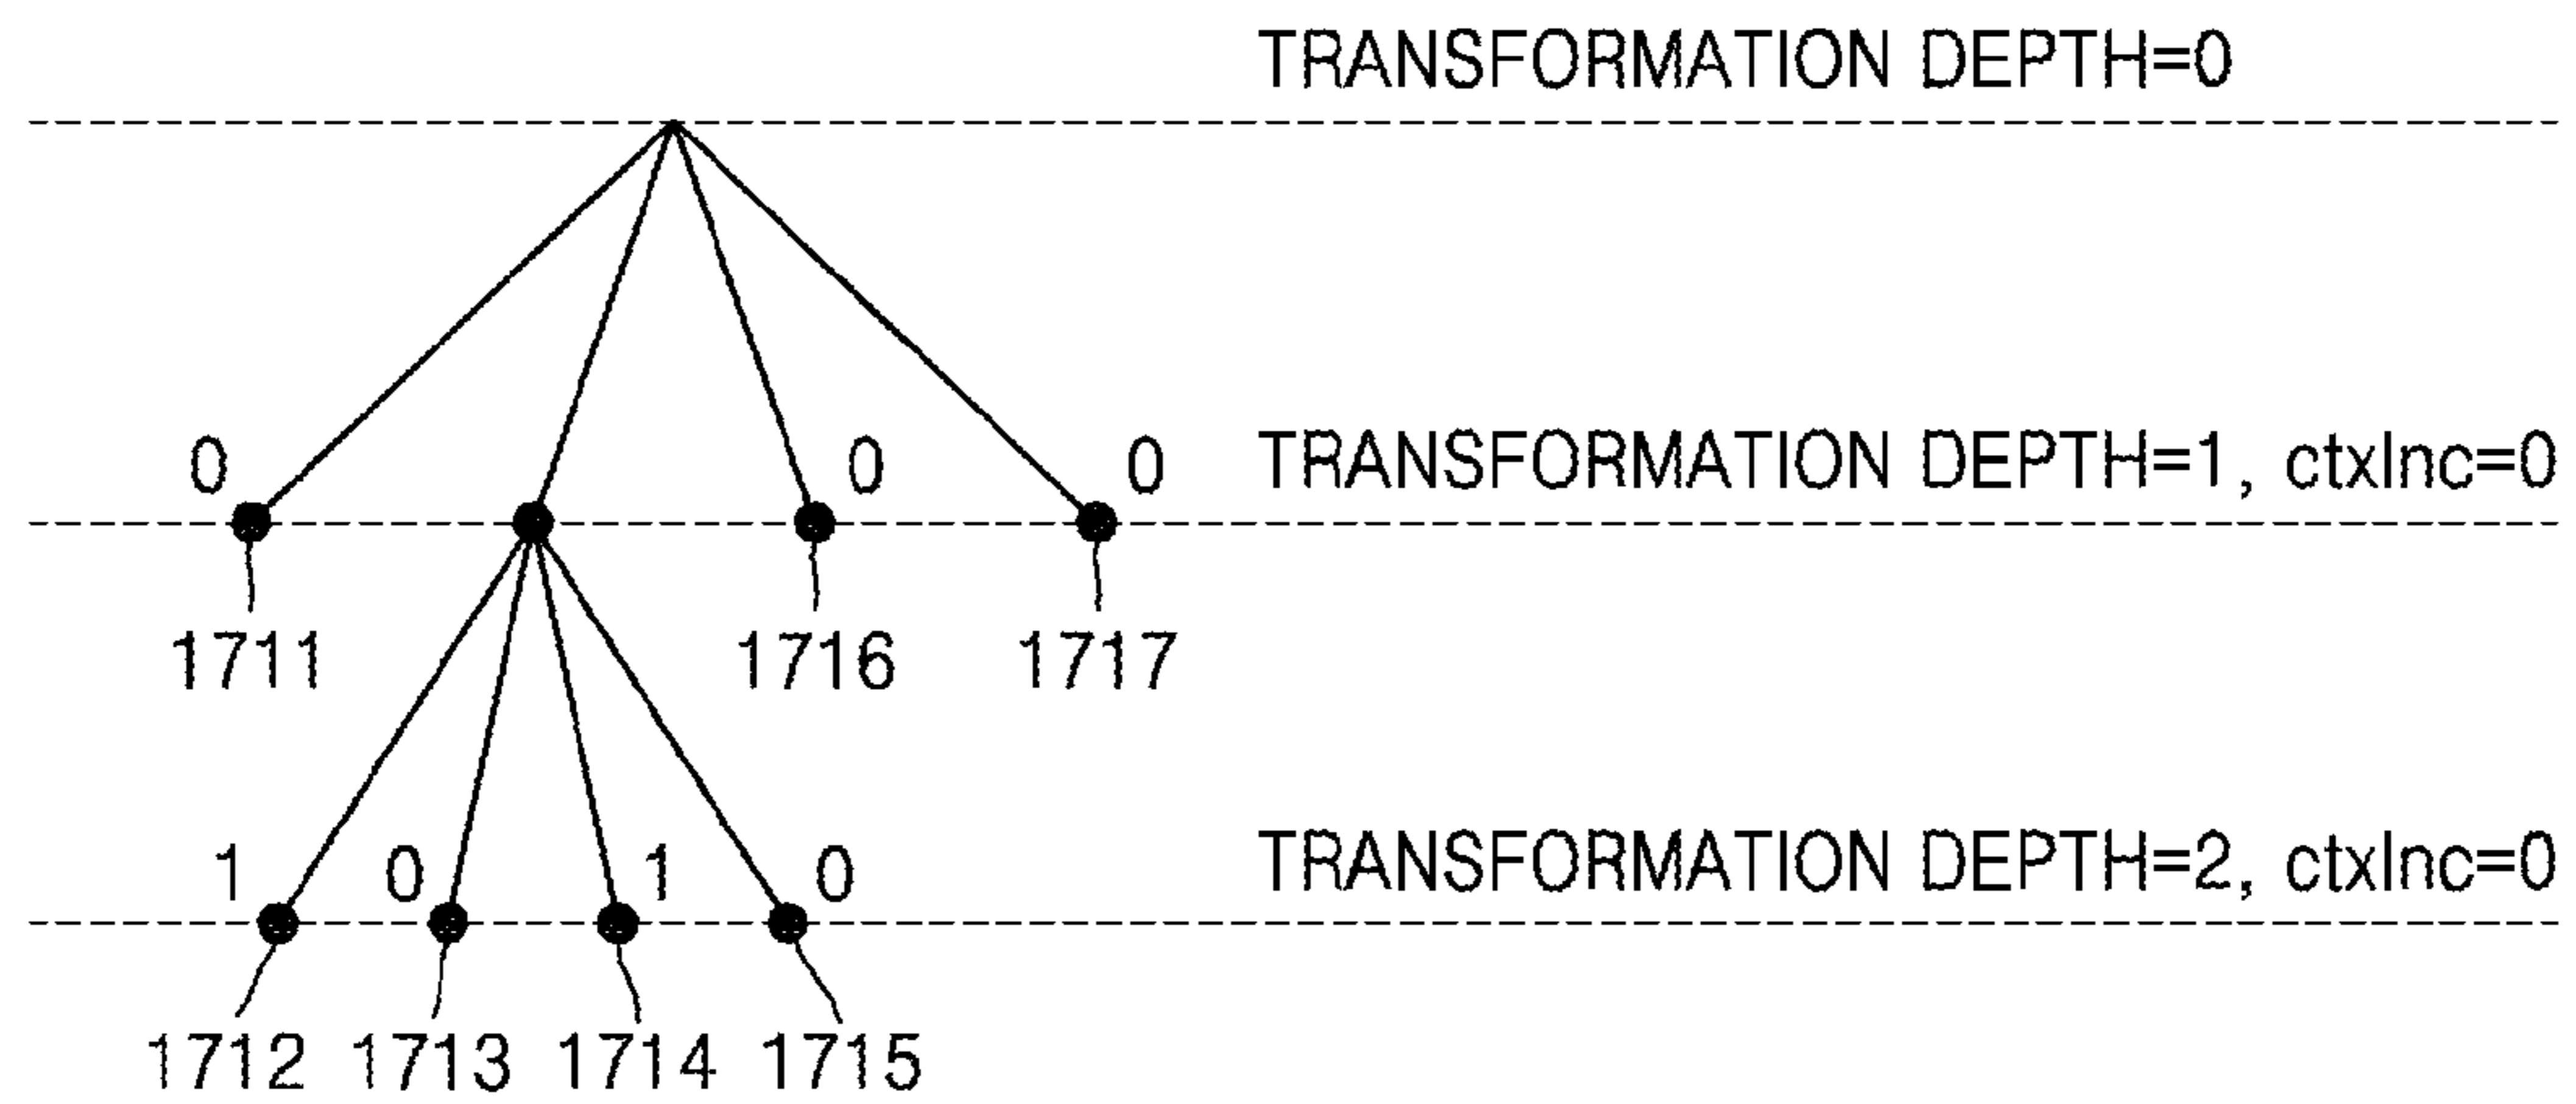 TRANSFORMATION DEPTH=0
0 0 0 TRANSFORMATION DEPTH=1, ctxInc=0
1711 1716 1717
1 0 1 0 TRANSFORMATION DEPTH=2, ctxInc=0
1712 1713 1714 1715